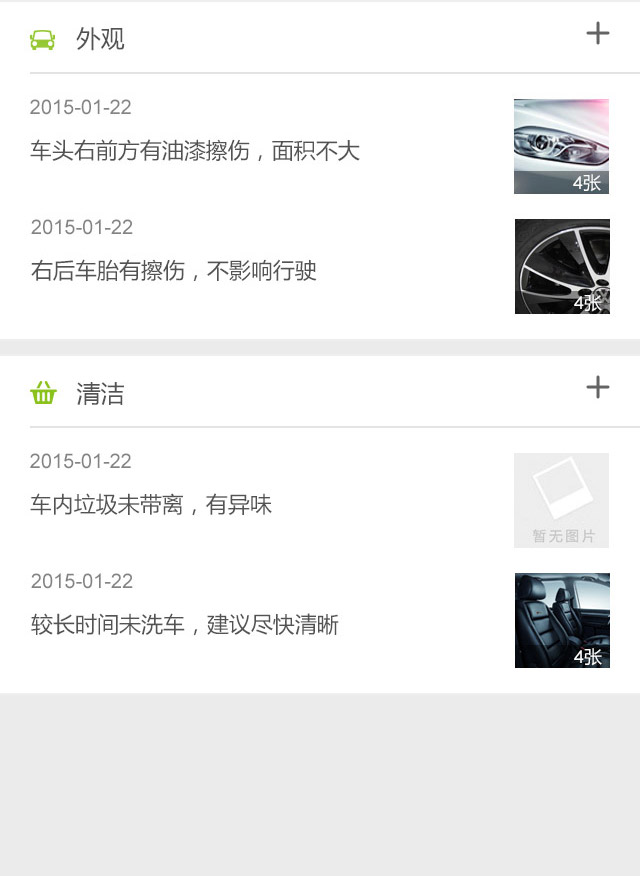 外观
2015-01-22
车头右前方有油漆擦伤，面积不大
4张
2015-01-22
右后车胎有擦伤，不影响行驶
4张
清洁
2015-01-22
车内垃圾未带离，有异味
暂无图片
2015-01-22
较长时间未洗车，建议尽快清晰
4张